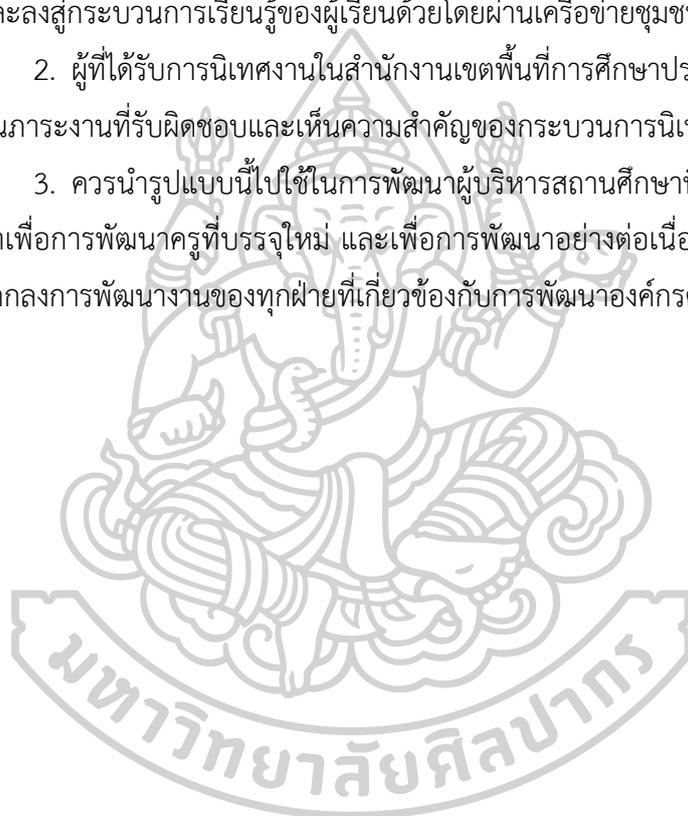 ละลงสู่กระบวนการเรียนรู้ของผู้เรียนด้วยโดยผ่านเครือข่ายชุมชน
2. ผู้ที่ได้รับการนิเทศงานในสำนักงานเขตพื้นที่การศึกษาประ
นภาระงานที่รับผิดชอบและเห็นความสำคัญของกระบวนการนิเท
3. ควรนำรูปแบบนี้ไปใช้ในการพัฒนาผู้บริหารสถานศึกษาที่
เพื่อการพัฒนาครูที่บรรจุใหม่ และเพื่อการพัฒนาอย่างต่อเนื่อ
กลงการพัฒนางานของทุกฝ่ายที่เกี่ยวข้องกับการพัฒนาองค์กร
มหาวิทยาลัยศิลปากร